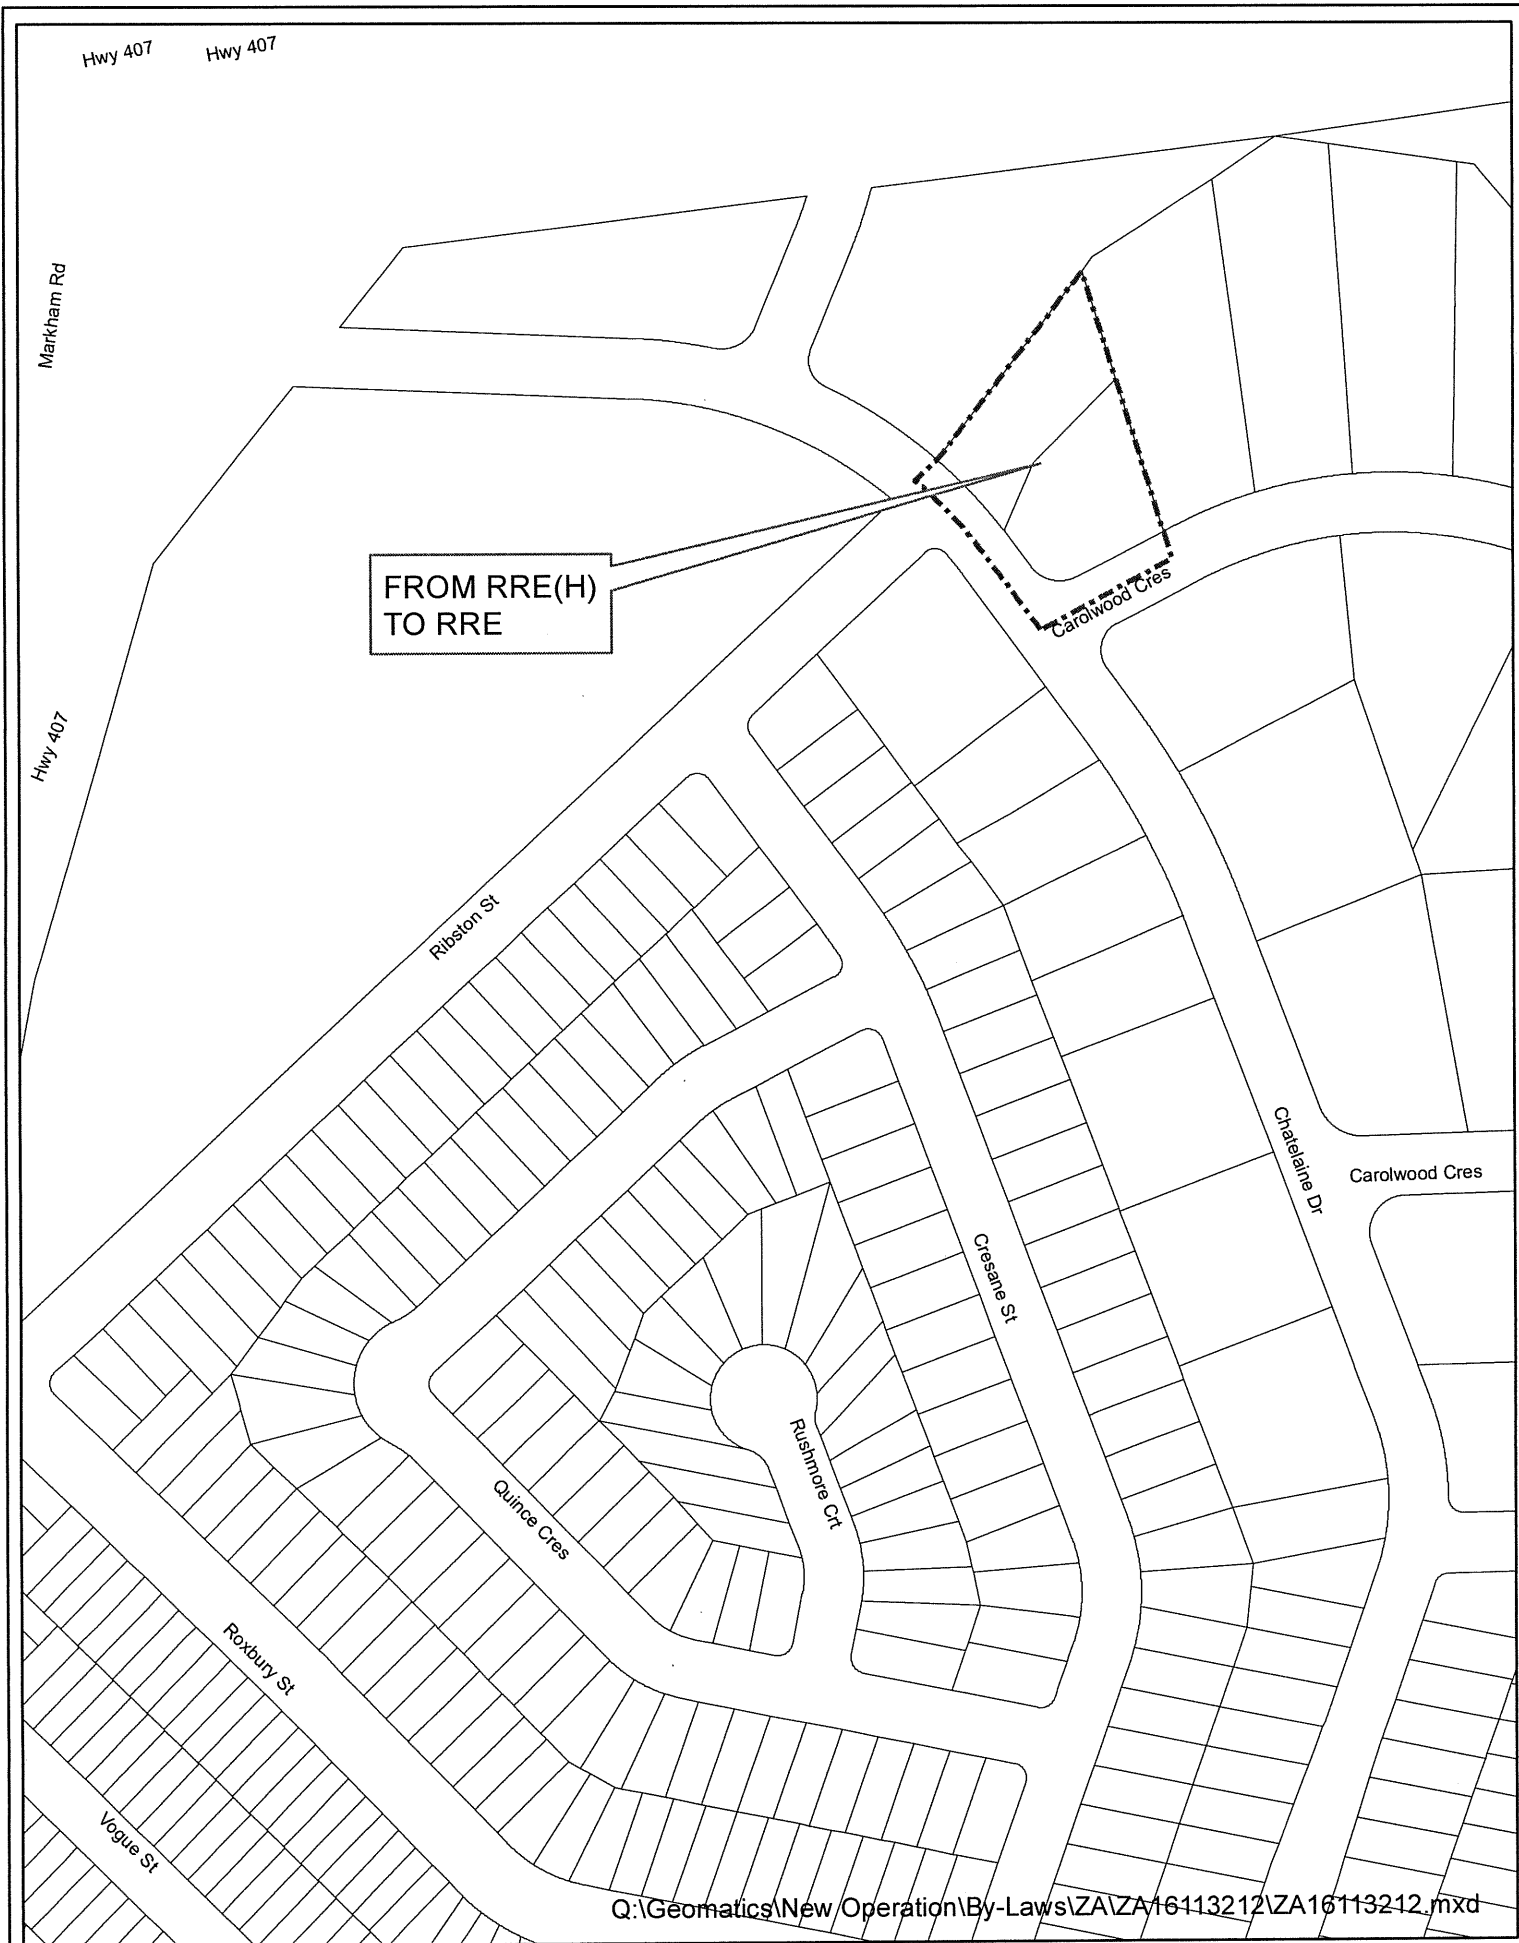 Hwy 407
Hwy 407
Markham Rd
Carolwood Cres
FROM RRE(H)
TO RRE
Hwy 407
Ribston St
Chatelaine Dr
Carolwood Cres
Cresane St
Rushmore Crt
Quince Cres
Roxbury St
Vogue St
Q:\Geomatics\New Operation\By-Laws\ZA\ZA16113212\ZA16113212.mxd